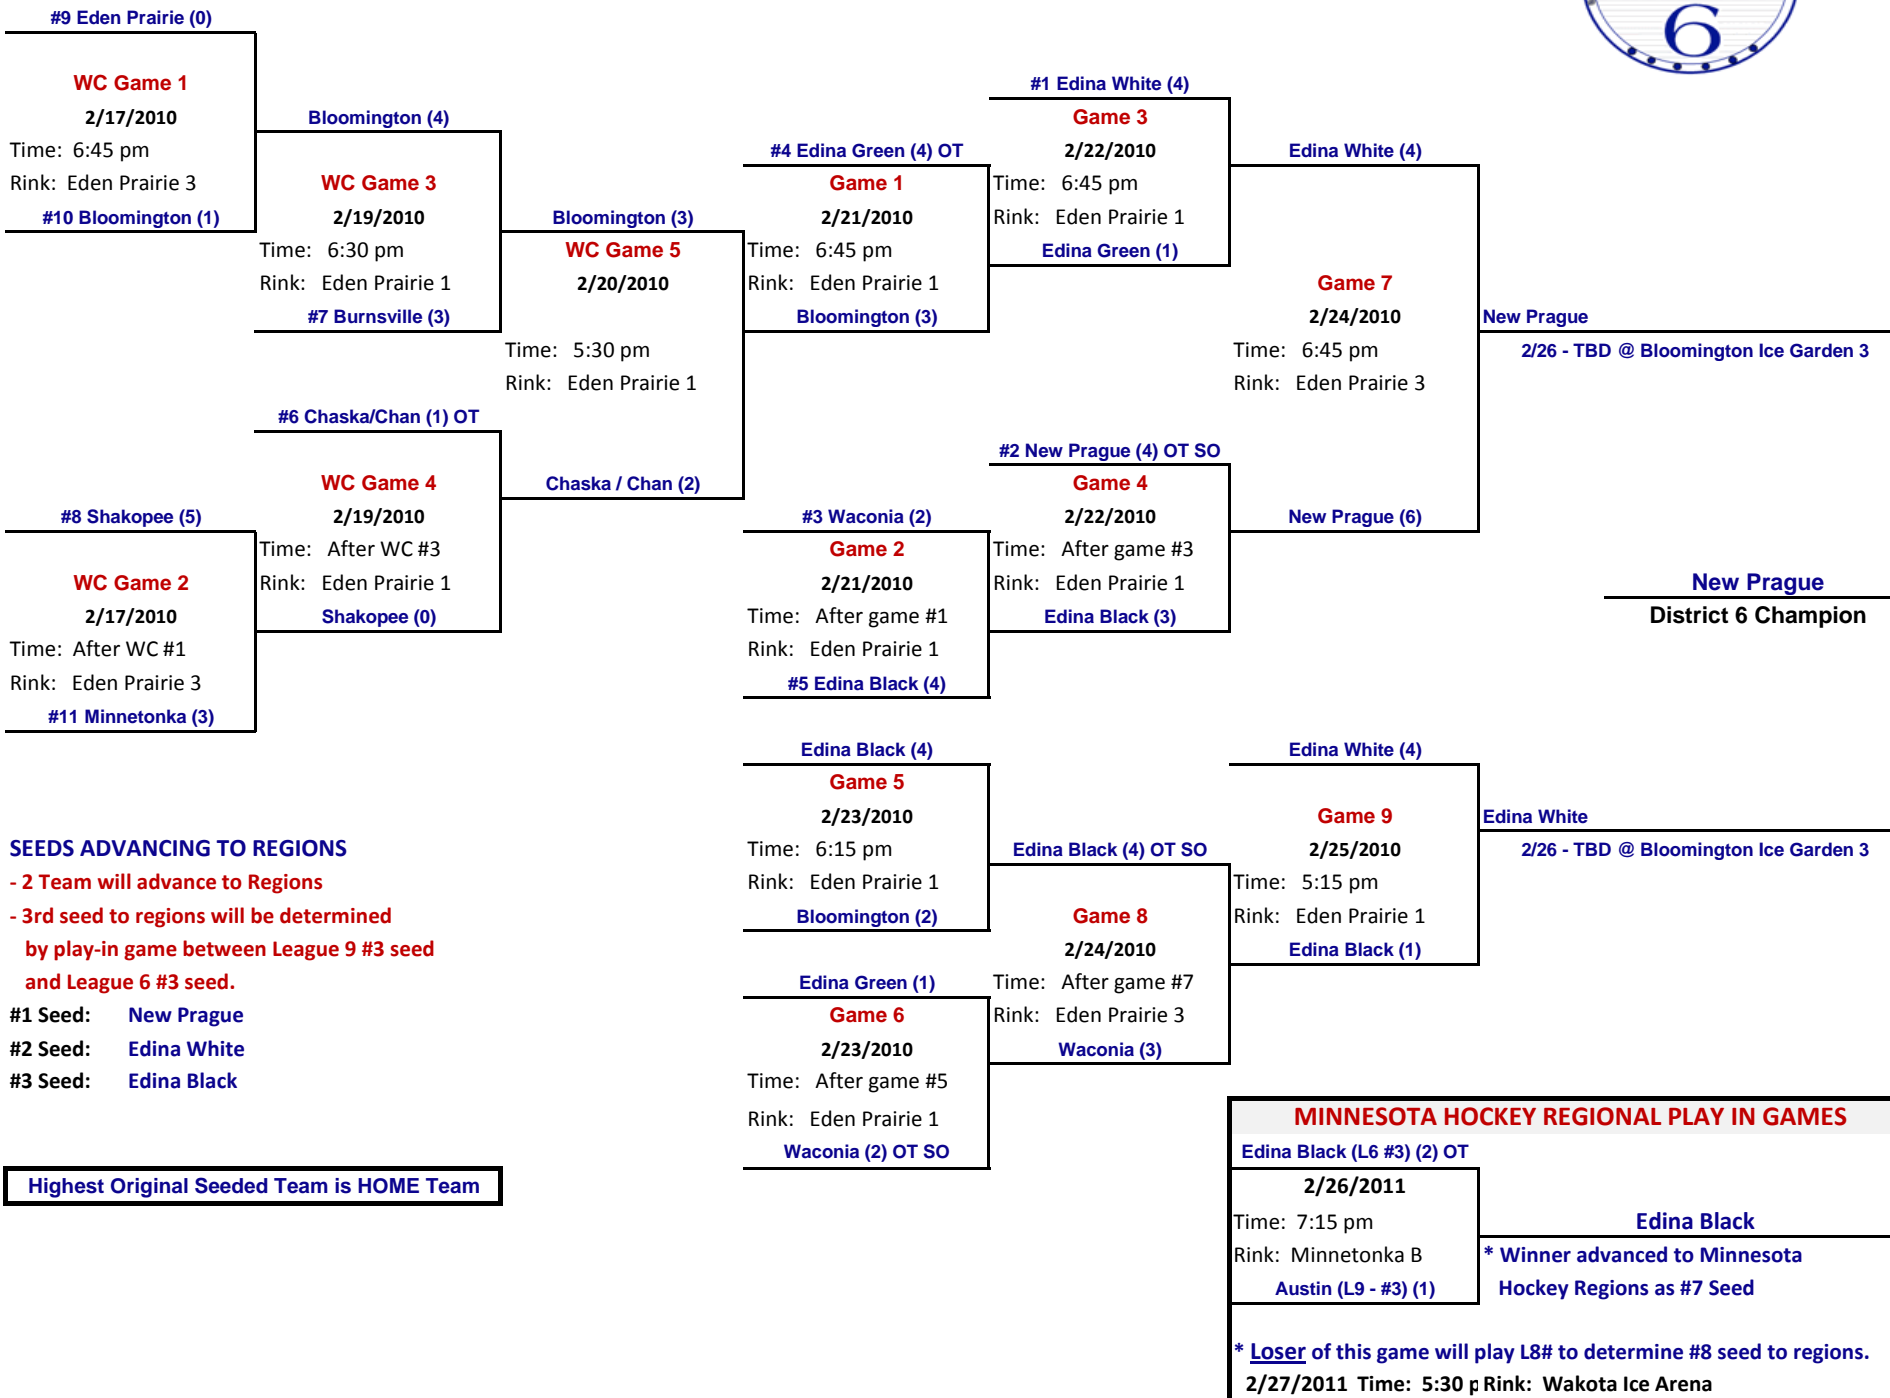 6
#9 Eden Prairie (0)
WC Game 1
2/17/2010
Time: 6:45 pm
Rink: Eden Prairie 3
#10 Bloomington (1)
Bloomington (4)
WC Game 3
2/19/2010
Time: 6:30 pm
Rink: Eden Prairie 1
#7 Burnsville (3)
#6 Chaska/Chan (1) OT
WC Game 4
2/19/2010
Time: After WC #3
Rink: Eden Prairie 1
Shakopee (0)
#8 Shakopee (5)
WC Game 2
2/17/2010
Time: After WC #1
Rink: Eden Prairie 3
#11 Minnetonka (3)
Bloomington (3)
WC Game 5
2/20/2010
Time: 5:30 pm
Rink: Eden Prairie 1
Chaska / Chan (2)
#4 Edina Green (4) OT
Game 1
2/21/2010
Time: 6:45 pm
Rink: Eden Prairie 1
Bloomington (3)
#3 Waconia (2)
Game 2
2/21/2010
Time: After game #1
Rink: Eden Prairie 1
#5 Edina Black (4)
#1 Edina White (4)
Game 3
2/22/2010
Time: 6:45 pm
Rink: Eden Prairie 1
Edina Green (1)
#2 New Prague (4) OT SO
Game 4
2/22/2010
Time: After game #3
Rink: Eden Prairie 1
Edina Black (3)
Edina White (4)
Game 7
2/24/2010
Time: 6:45 pm
Rink: Eden Prairie 3
New Prague (6)
New Prague
2/26 - TBD @ Bloomington Ice Garden 3
New Prague
District 6 Champion
Edina Black (4)
Game 5
2/23/2010
Time: 6:15 pm
Rink: Eden Prairie 1
Bloomington (2)
Edina Green (1)
Game 6
2/23/2010
Time: After game #5
Rink: Eden Prairie 1
Waconia (2) OT SO
Edina Black (4) OT SO
Game 8
2/24/2010
Time: After game #7
Rink: Eden Prairie 3
Waconia (3)
Edina White (4)
Game 9
2/25/2010
Time: 5:15 pm
Rink: Eden Prairie 1
Edina Black (1)
Edina White
2/26 - TBD @ Bloomington Ice Garden 3
SEEDS ADVANCING TO REGIONS
- 2 Team will advance to Regions
- 3rd seed to regions will be determined
by play-in game between League 9 #3 seed
and League 6 #3 seed.
#1 Seed: New Prague
#2 Seed: Edina White
#3 Seed: Edina Black
Highest Original Seeded Team is HOME Team
MINNESOTA HOCKEY REGIONAL PLAY IN GAMES
Edina Black (L6 #3) (2) OT
2/26/2011
Time: 7:15 pm
Rink: Minnetonka B
Austin (L9 - #3) (1)
Edina Black
* Winner advanced to Minnesota
Hockey Regions as #7 Seed
* Loser of this game will play L8# to determine #8 seed to regions.
2/27/2011 Time: 5:30 p Rink: Wakota Ice Arena